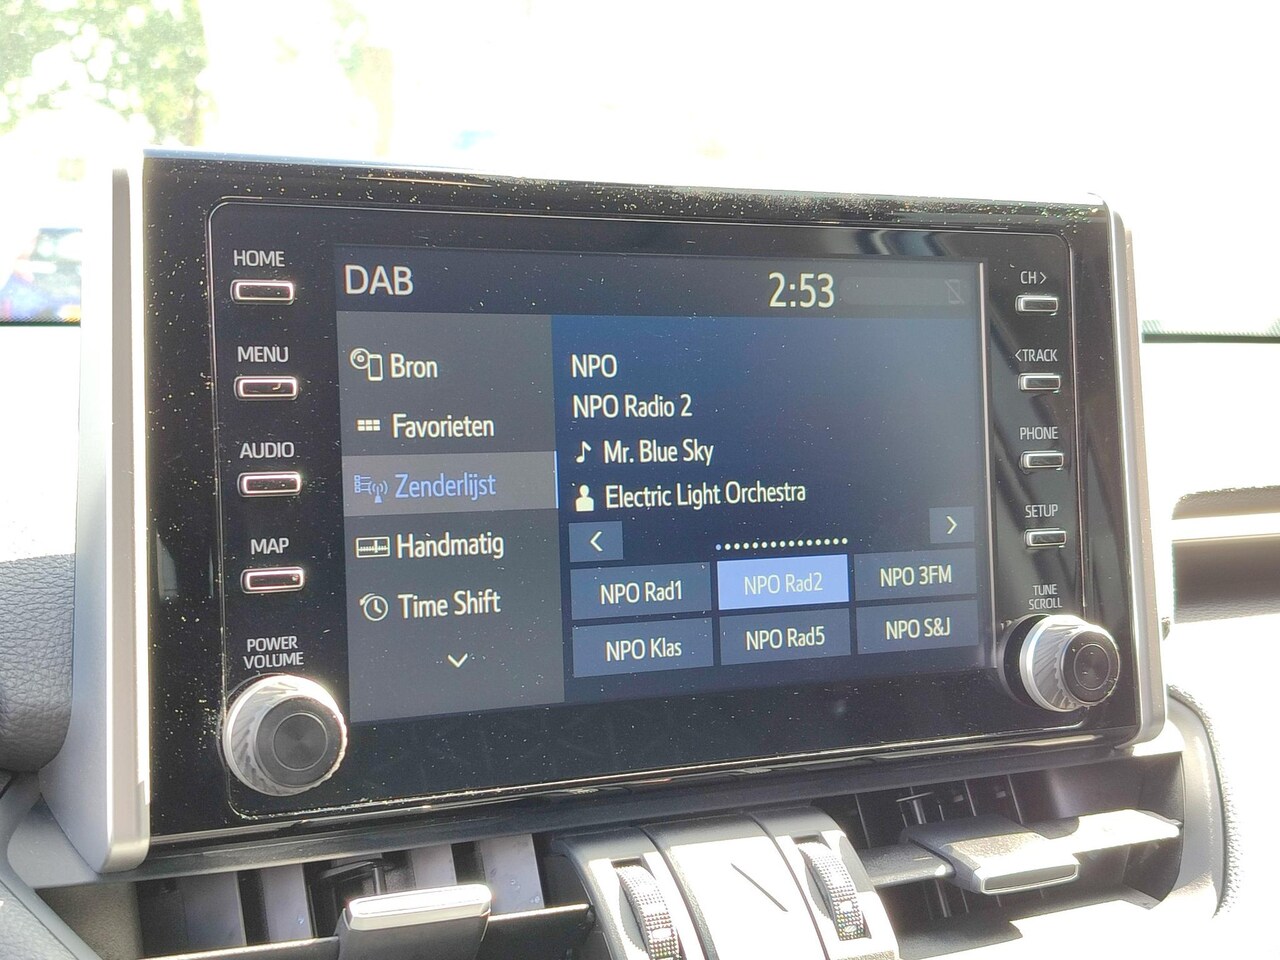 HOME
MENU
AUDIO
MAP
POWER
VOLUME
DAB
2:53
Bron
Favorieten
Zenderlijst
Handmatig
Time Shift
NPO
NPO Radio 2
Mr. Blue Sky
Electric Light Orchestra
<
>
NPO Rad1
NPO Rad2
NPO 3FM
NPO Klas
NPO Rad5
NPO S&J
CH >
< TRACK
PHONE
SETUP
TUNE
SCROLL